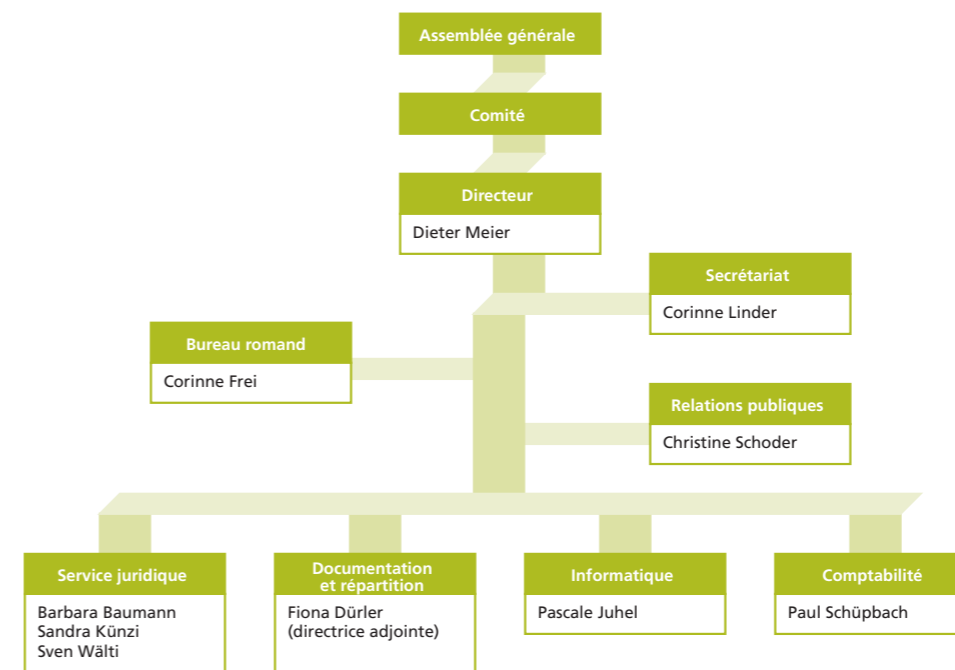 Assemblée générale
Comité
Directeur
Dieter Meier
Secrétariat
Corinne Linder
Bureau romand
Corinne Frei
Relations publiques
Christine Schoder
Service juridique
Barbara Baumann
Sandra Künzi
Sven Wälti
Documentation
et répartition
Fiona Dürler
(directrice adjointe)
Informatique
Pascale Juhel
Comptabilité
Paul Schüpbach